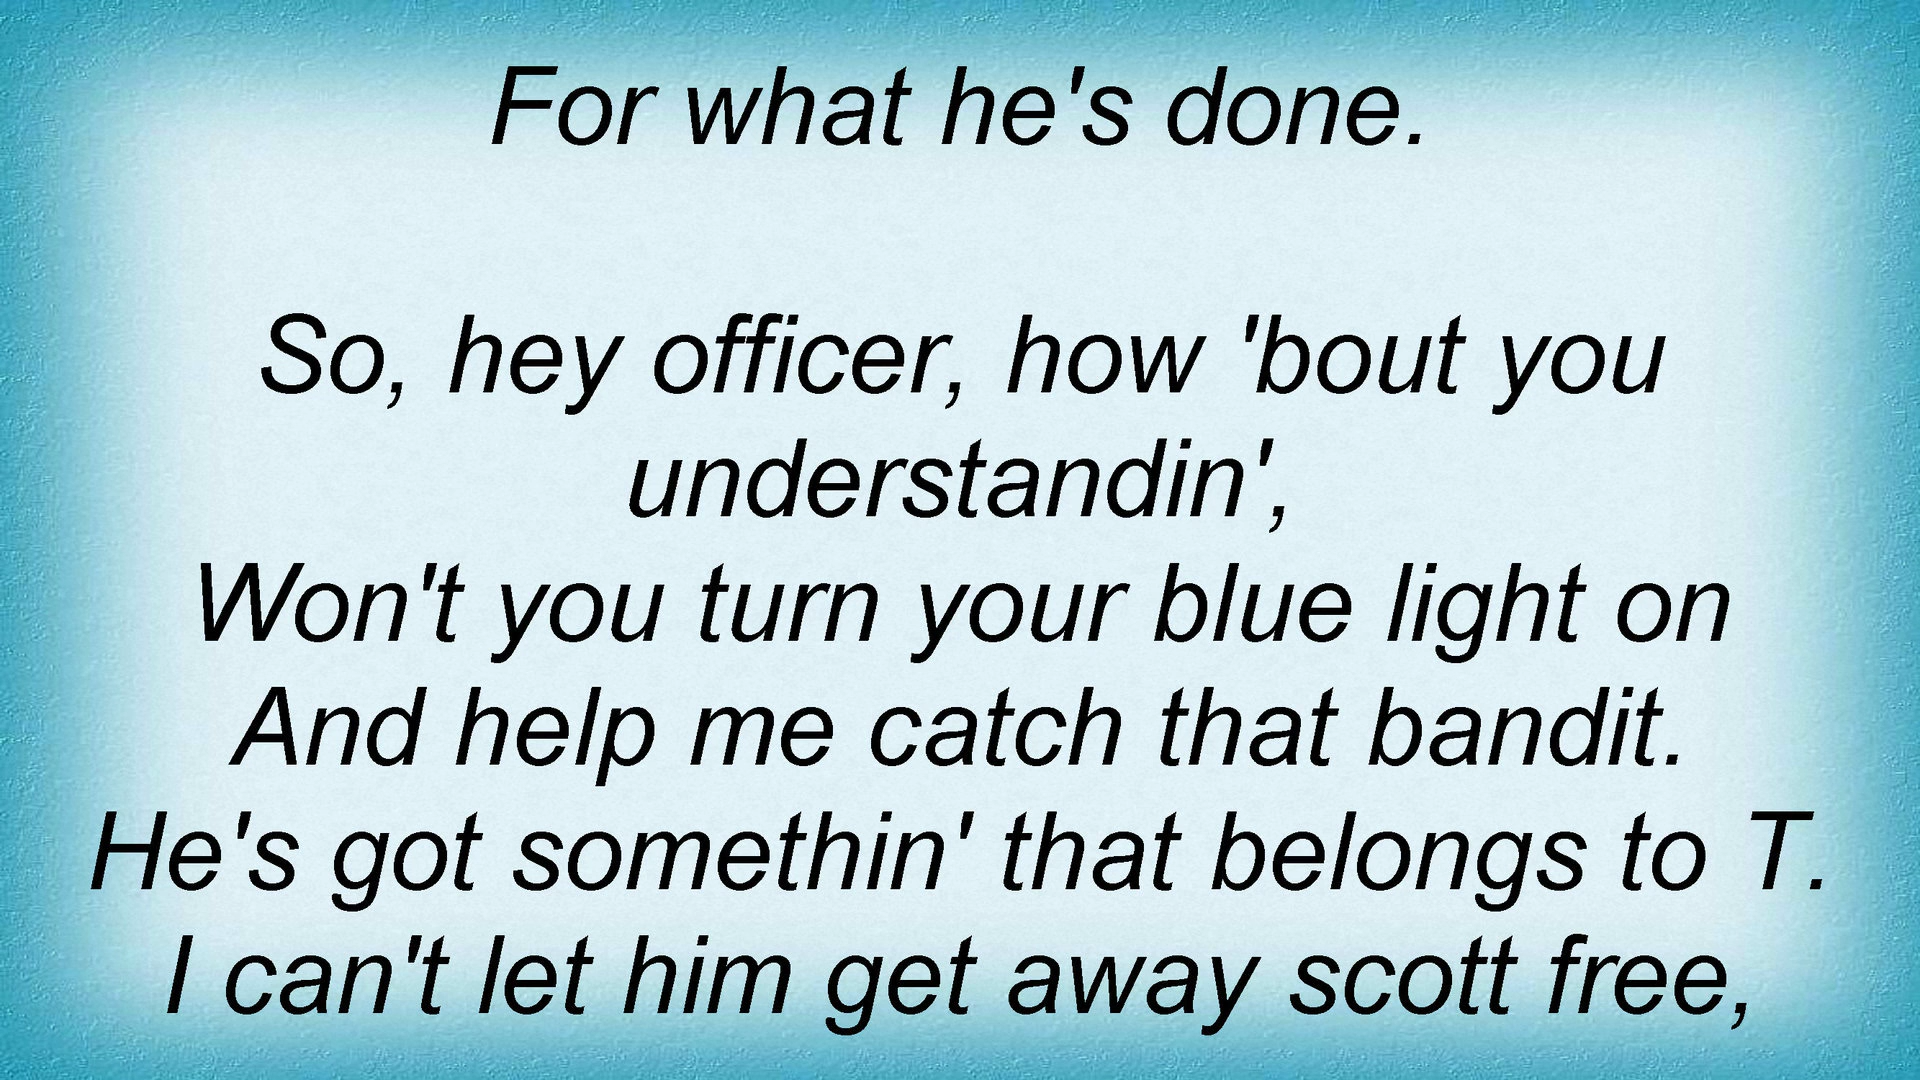 For what he's done.
So, hey officer, how 'bout you
understandin',
Won't you turn your blue light on
And help me catch that bandit.
He's got somethin' that belongs to T.
I can't let him get away scott free,